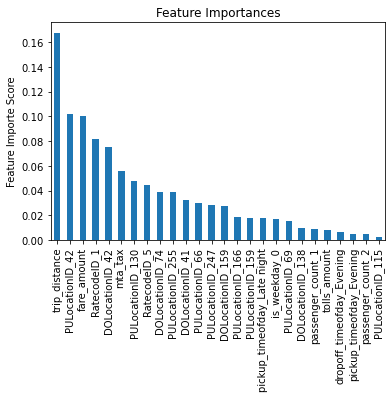 Feature Importances
Feature Importe Score
0.16
0.14
0.12
0.10
0.08
0.06
0.04
0.02
0.00
trip_distance
PULocationID_42
fare_amount
RatecodeID_1
DOLocationID_42
mta_tax
PULocationID_130
RatecodeID_5
DOLocationID_74
PULocationID_255
DOLocationID_41
PULocationID_66
PULocationID_247
DOLocationID_159
PULocationID_166
PULocationID_159
pickup_timeofday_Late night
is_weekday_0
PULocationID_69
DOLocationID_138
passenger_count_1
tolls_amount
dropoff_timeofday_Evening
pickup_timeofday_Evening
passenger_count_2
PULocationID_115